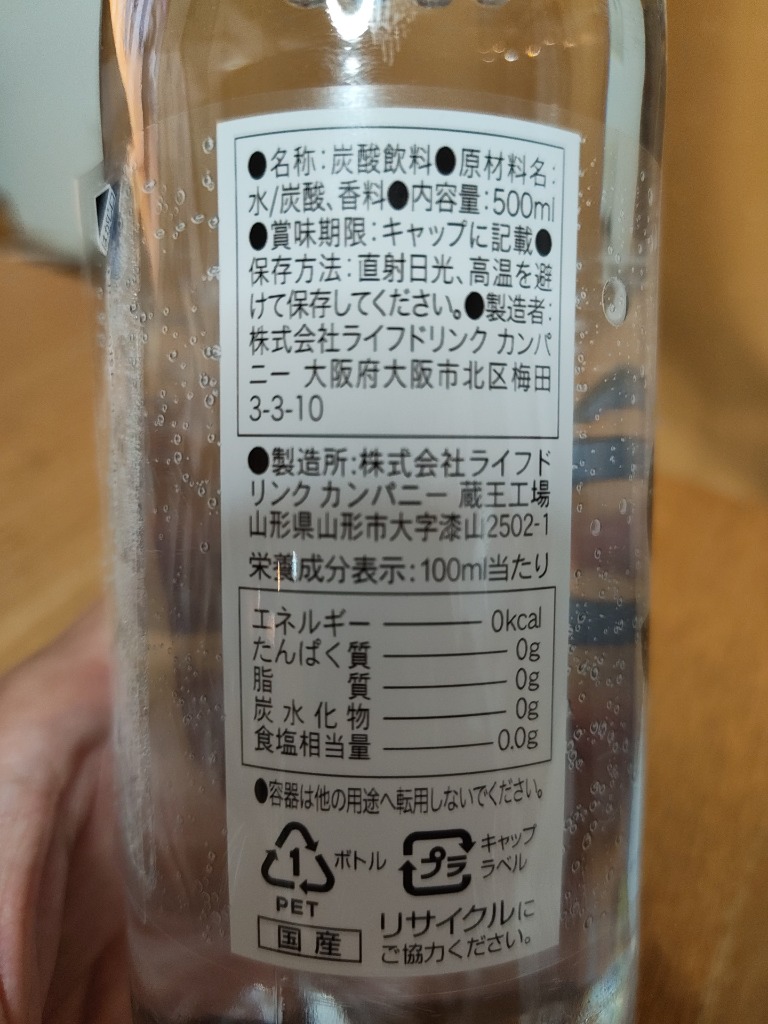 ●名称:炭酸飲料●原材料名:
水/炭酸、香料●内容量:500ml
●賞味期限:キャップに記載●
保存方法:直射日光、高温を避
けて保存してください。●製造者:
株式会社ライフドリンク カンパ
ニー 大阪府大阪市北区梅田
3-3-10
●製造所:株式会社ライフド
リンク カンパニー 蔵王工場
山形県山形市大字漆山2502-1
栄養成分表示:100ml当たり
エネルギー 0kcal
たんぱく質 0g
脂質 0g
炭水化物 0g
食塩相当量 0.0g
●容器は他の用途へ転用しないでください。
1 ボトル プラ キャップ
ラベル
PET
国産 リサイクルに
ご協力ください。